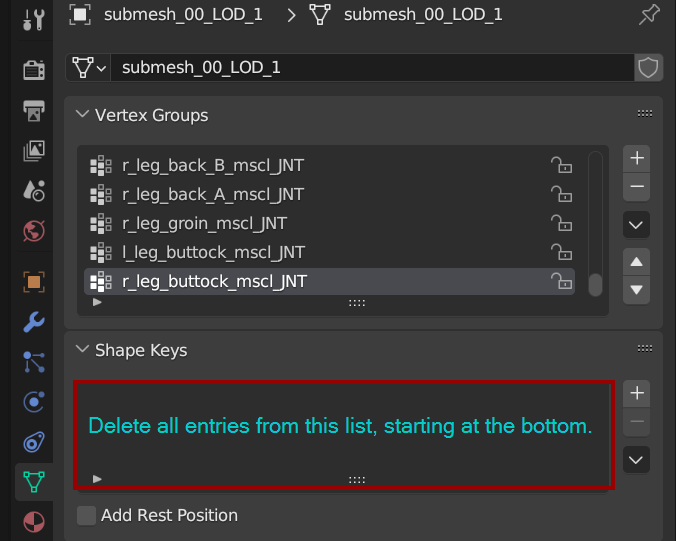 submesh_00_LOD_1 > submesh_00_LOD_1
submesh_00_LOD_1
Vertex Groups
r_leg_back_B_mscl_JNT
r_leg_back_A_mscl_JNT
r_leg_groin_mscl_JNT
l_leg_buttock_mscl_JNT
r_leg_buttock_mscl_JNT
Shape Keys
Delete all entries from this list, starting at the bottom.
Add Rest Position